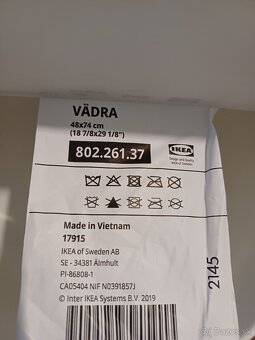 VÄDRA
48x74 cm
(18 7/8x29 1/8")
802.261.37
IKEA
Design and Quality
IKEA of Sweden
Made in Vietnam
17915
IKEA of Sweden AB
SE - 34381 Älmhult
PI-86808-1
CA05404 NIF N0391857J
© Inter IKEA Systems B.V. 2019
2145